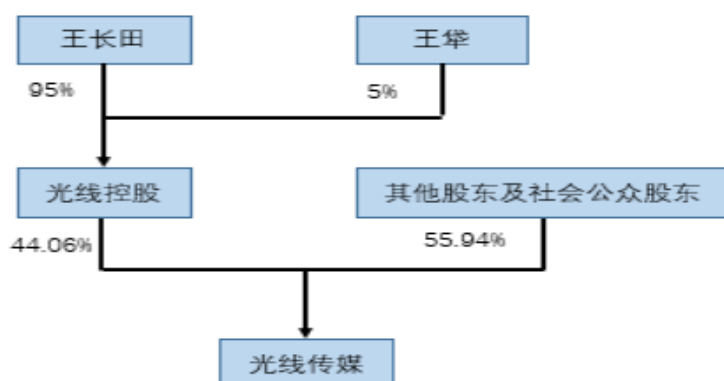 王长田
王牮
95%
5%
光线控股
其他股东及社会公众股东
44.06%
55.94%
光线传媒